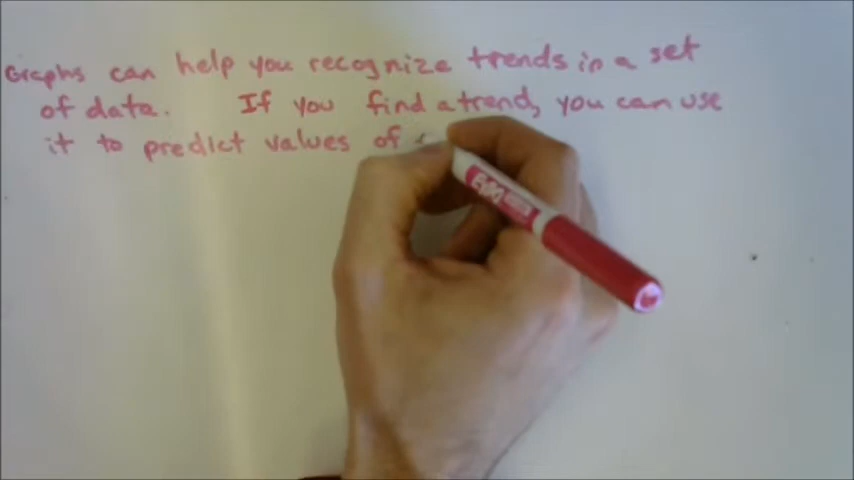 Graphs can help you recognize trends in a set
of data. If you find a trend, you can use
it to predict values of
EXPO